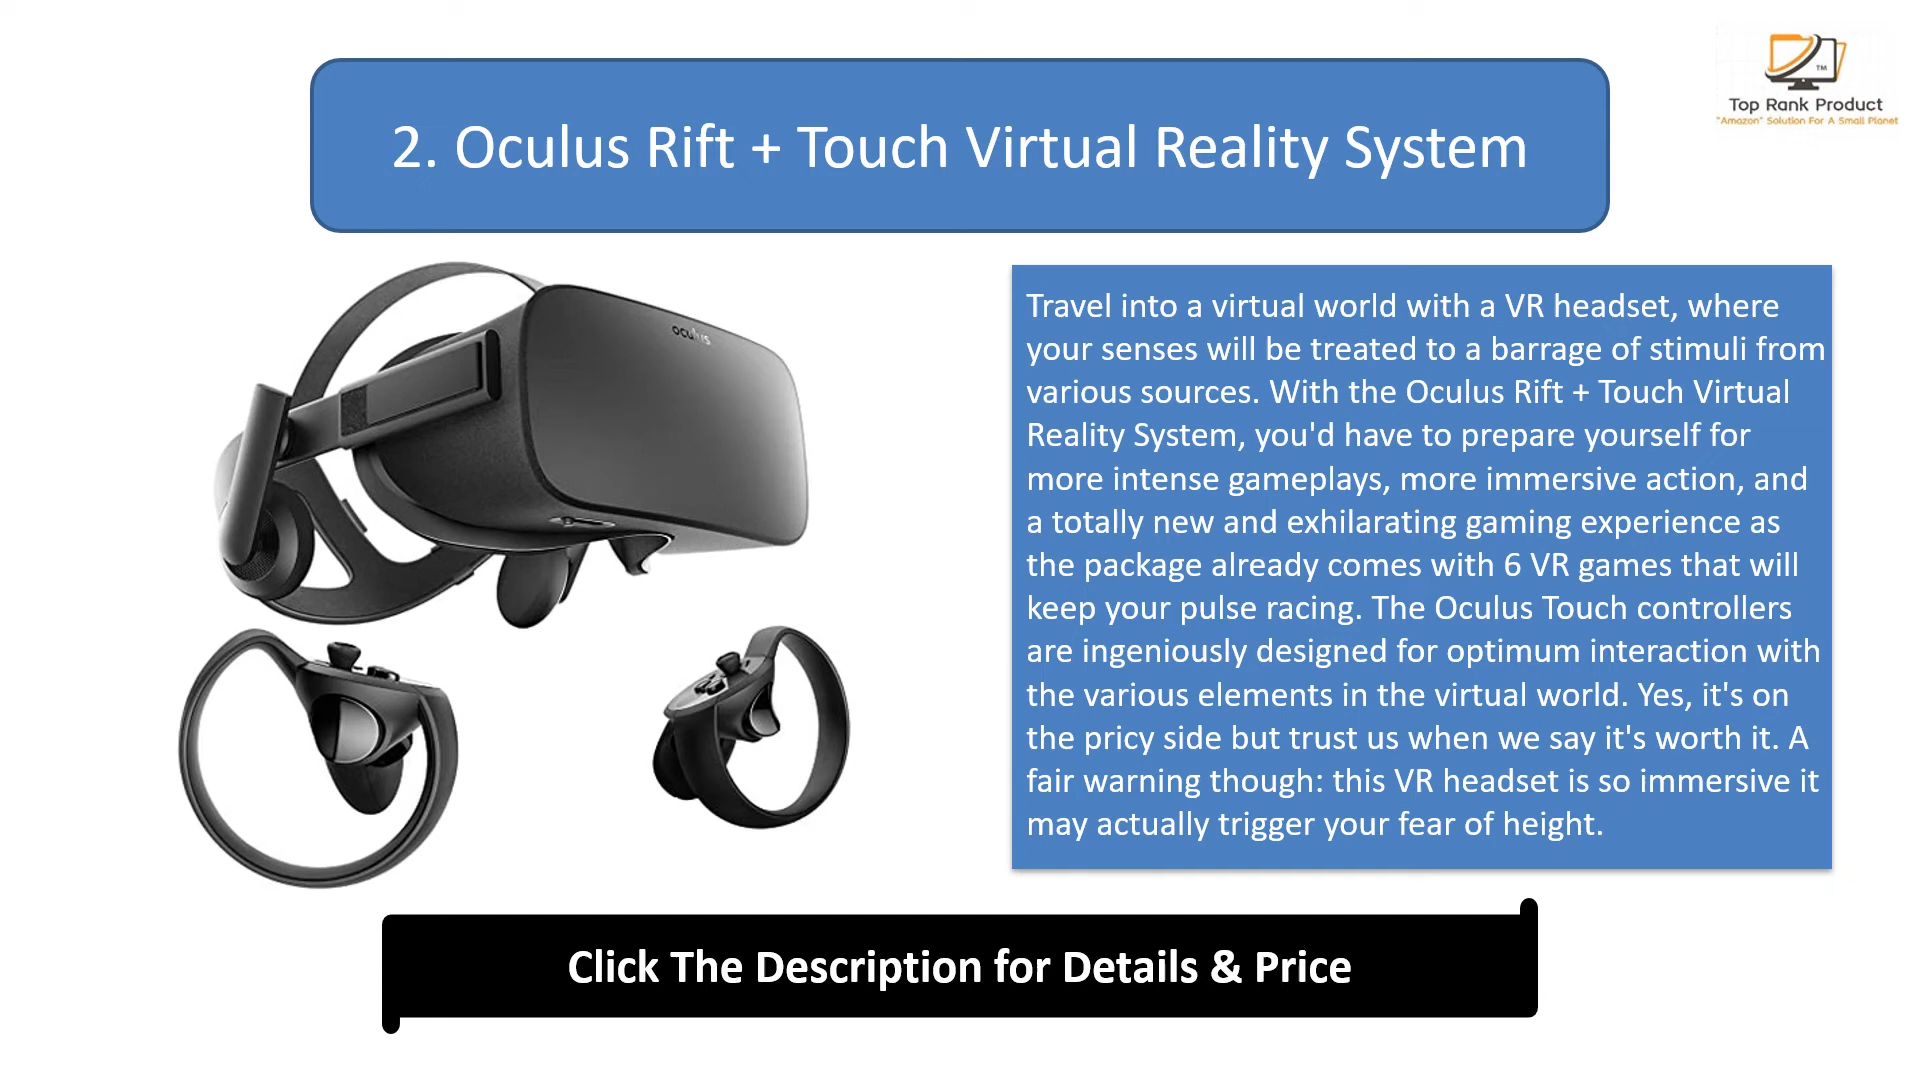 TM
Top Rank Product
"Amazon" Solution For A Small Planet
2. Oculus Rift + Touch Virtual Reality System
oculus
Travel into a virtual world with a VR headset, where
your senses will be treated to a barrage of stimuli from
various sources. With the Oculus Rift + Touch Virtual
Reality System, you'd have to prepare yourself for
more intense gameplays, more immersive action, and
a totally new and exhilarating gaming experience as
the package already comes with 6 VR games that will
keep your pulse racing. The Oculus Touch controllers
are ingeniously designed for optimum interaction with
the various elements in the virtual world. Yes, it's on
the pricy side but trust us when we say it's worth it. A
fair warning though: this VR headset is so immersive it
may actually trigger your fear of height.
Click The Description for Details & Price